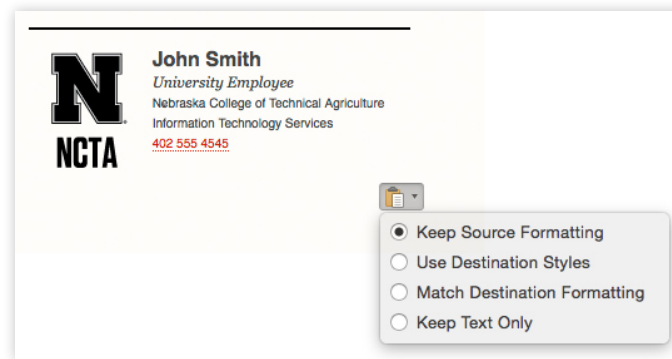 N
NCTA
John Smith
University Employee
Nebraska College of Technical Agriculture
Information Technology Services
402 555 4545
Keep Source Formatting
Use Destination Styles
Match Destination Formatting
Keep Text Only